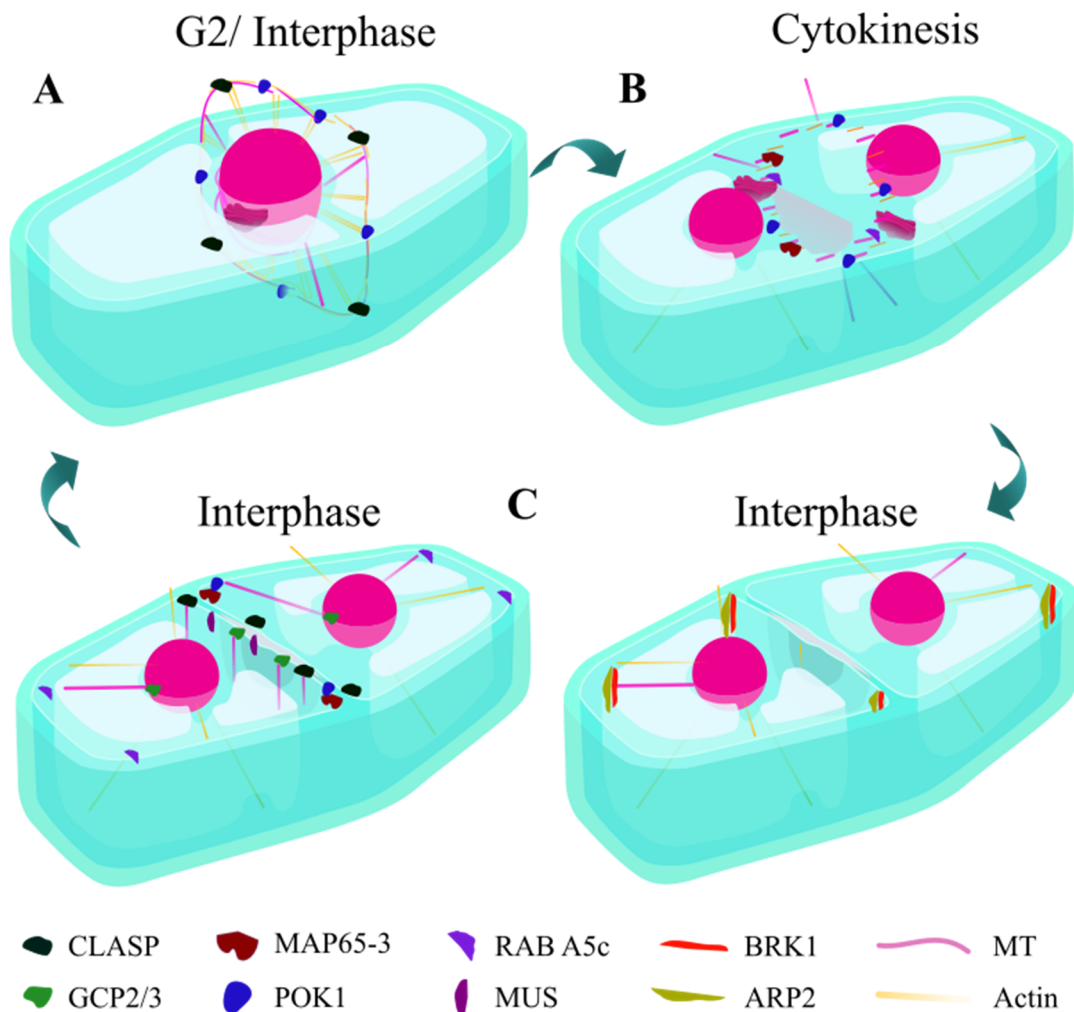 G2/ Interphase
Cytokinesis
A
B
C
Interphase
Interphase
CLASP
MAP65-3
RAB A5c
BRK1
MT
GCP2/3
POK1
MUS
ARP2
Actin